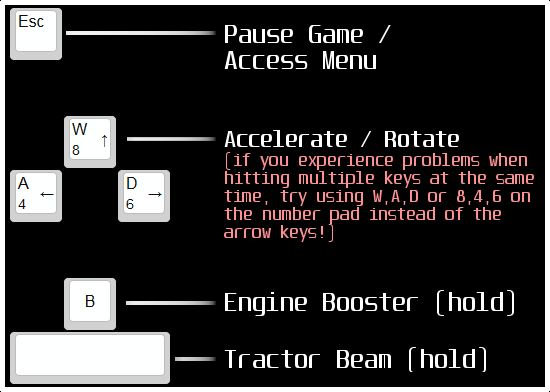 Esc
Pause Game /
Access Menu
W
8 ↑
Accelerate / Rotate
(if you experience problems when
hitting multiple keys at the same
time, try using W,A,D or 8,4,6 on
the number pad instead of the
arrow keys!)
A
4 ←
D
6 →
B
Engine Booster (hold)
Tractor Beam (hold)